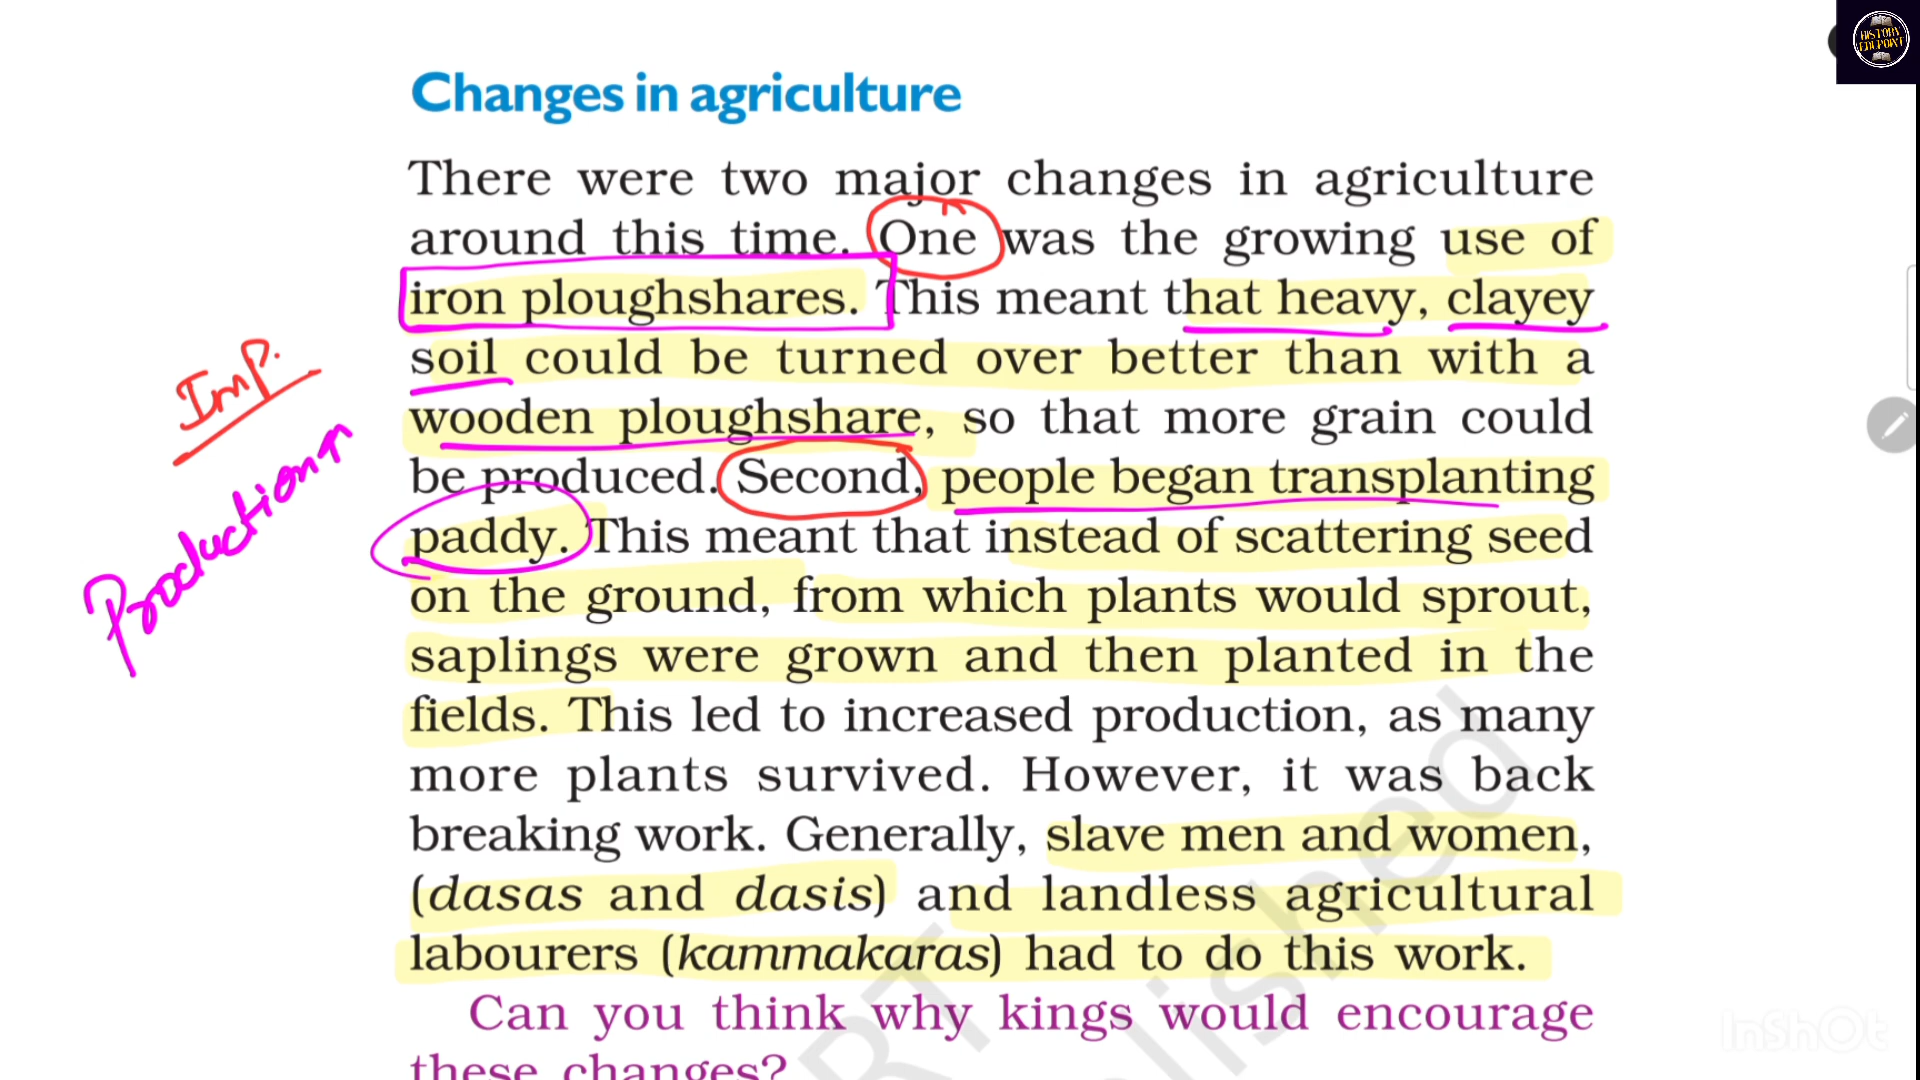 HISTORY
EDUPOINT
Changes in agriculture
There were two major changes in agriculture
around this time. One was the growing use of
iron ploughshares. This meant that heavy, clayey
soil could be turned over better than with a
wooden ploughshare, so that more grain could
be produced. Second, people began transplanting
paddy. This meant that instead of scattering seed
on the ground, from which plants would sprout,
saplings were grown and then planted in the
fields. This led to increased production, as many
more plants survived. However, it was back
breaking work. Generally, slave men and women,
(dasas and dasis) and landless agricultural
labourers (kammakaras) had to do this work.
Can you think why kings would encourage
these changes?
Imp.
Production↑
InShOt